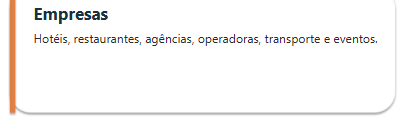 Empresas
Hotéis, restaurantes, agências, operadoras, transporte e eventos.